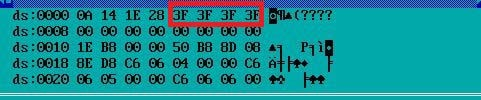 ds:0000 0A 14 1E 28 3F 3F 3F 3F ◙¶▲(????
ds:0008 00 00 00 00 00 00 00 00
ds:0010 1E B8 00 00 50 B8 8D 08 ▲╕  P╕ì◘
ds:0018 8E D8 C6 06 04 00 00 C6 Ä╪╞♠♦  ╞
ds:0020 06 05 00 00 C6 06 06 00 ♠♣  ╞♠♠